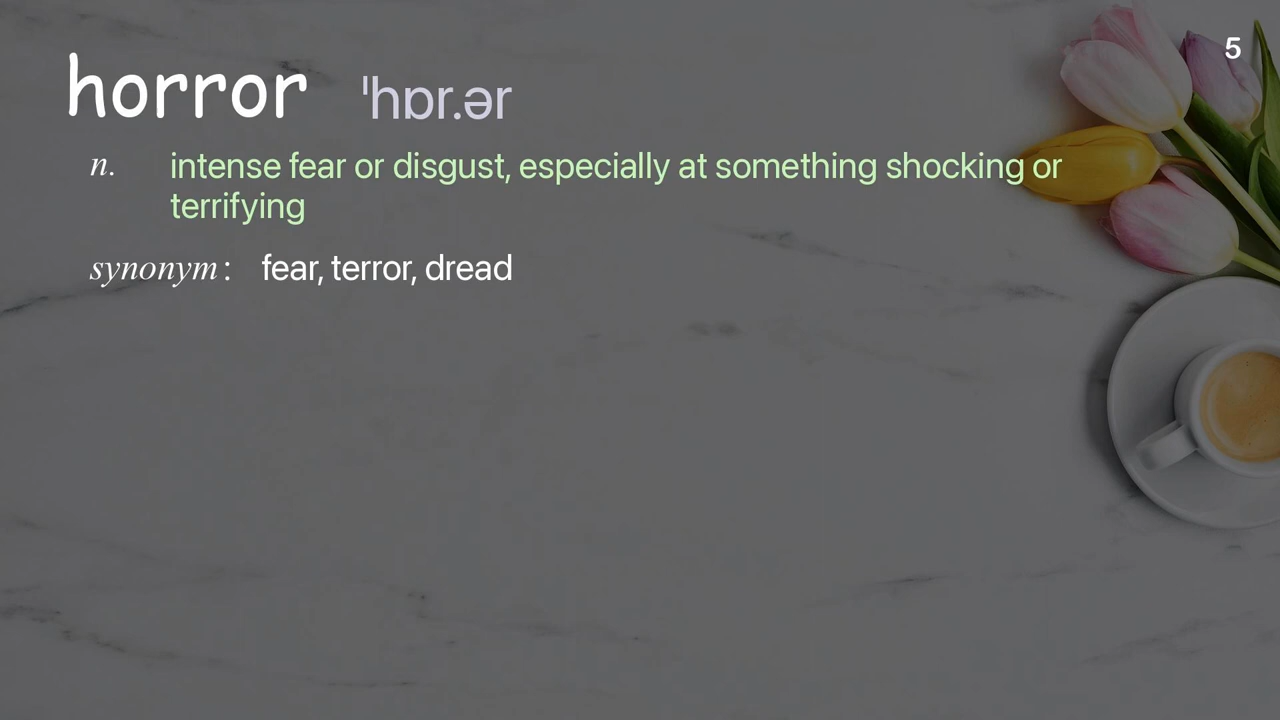 5
horror ˈhɒr.ər
n. intense fear or disgust, especially at something shocking or
terrifying
synonym: fear, terror, dread